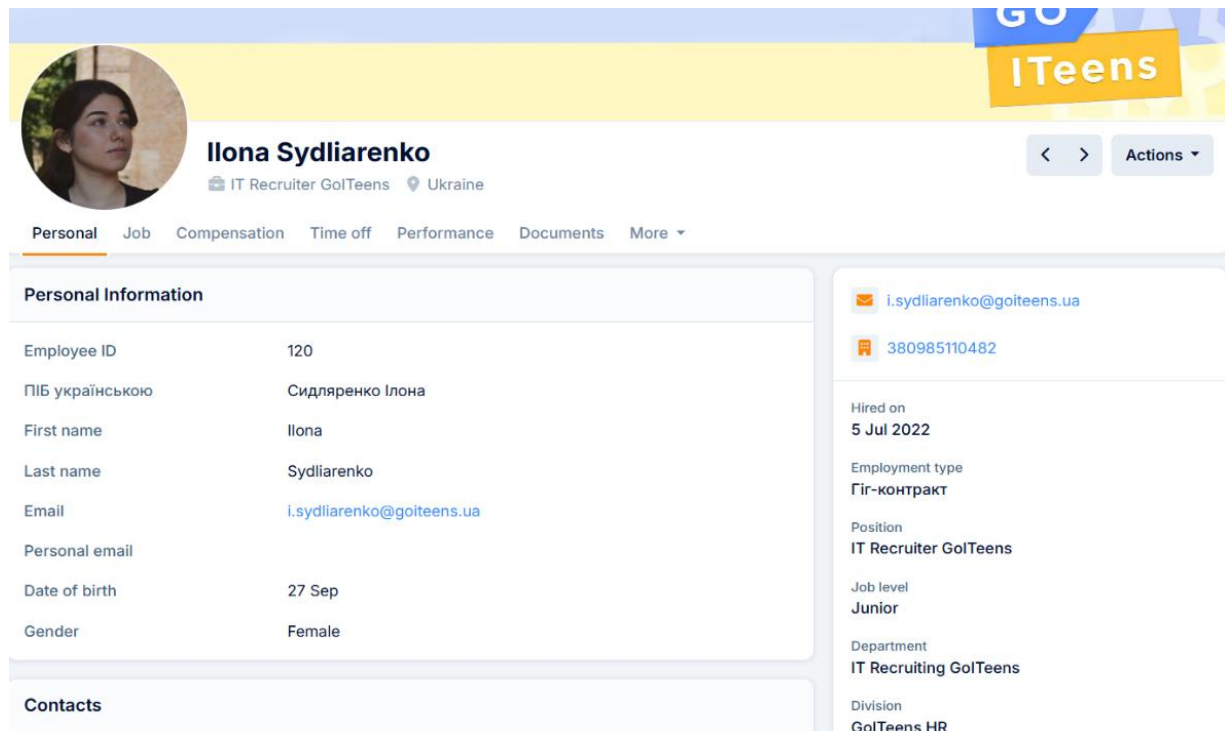 GO
ITeens
Ilona Sydliarenko
IT Recruiter GoITeens Ukraine
Actions
Personal Job Compensation Time off Performance Documents More
Personal Information
Employee ID 120
ПІБ українською Сидляренко Ілона
First name Ilona
Last name Sydliarenko
Email i.sydliarenko@goiteens.ua
Personal email
Date of birth 27 Sep
Gender Female
Contacts
i.sydliarenko@goiteens.ua
380985110482
Hired on
5 Jul 2022
Employment type
Гіг-контракт
Position
IT Recruiter GoITeens
Job level
Junior
Department
IT Recruiting GoITeens
Division
GoITeens HR